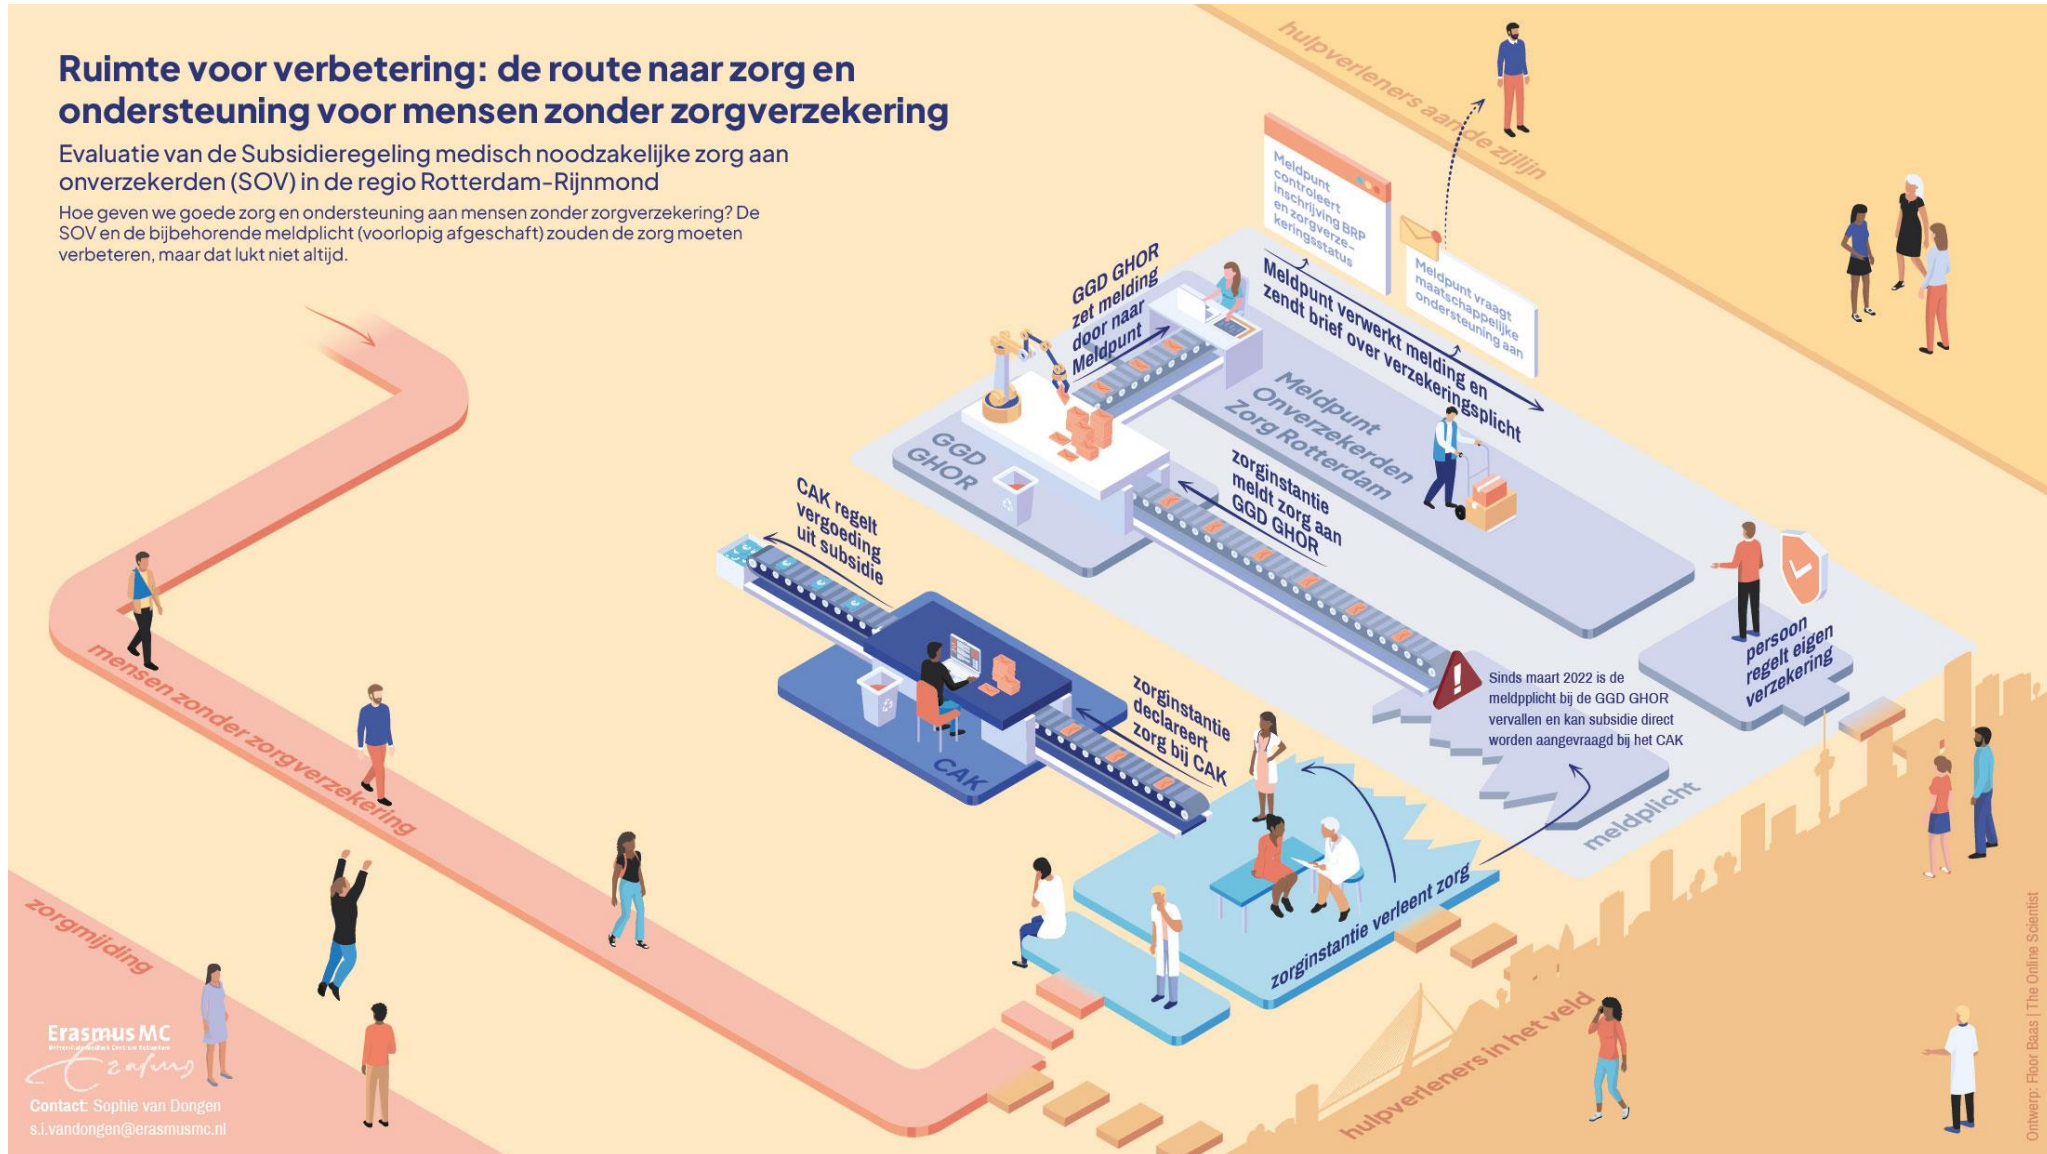 Ruimte voor verbetering: de route naar zorg en
ondersteuning voor mensen zonder zorgverzekering
Evaluatie van de Subsidieregeling medisch noodzakelijke zorg aan
onverzekerden (SOV) in de regio Rotterdam-Rijnmond
Hoe geven we goede zorg en ondersteuning aan mensen zonder zorgverzekering? De
SOV en de bijbehorende meldplicht (voorlopig afgeschaft) zouden de zorg moeten
verbeteren, maar dat lukt niet altijd.
hulpverleners aan de zijlijn
Meldpunt
controleert
inschrijving BRP
en zorgverze-
keringsstatus
Meldpunt vraagt
maatschappelijke
ondersteuning aan
GGD GHOR
zet melding
door naar
Meldpunt
Meldpunt verwerkt melding en
zendt brief over verzekeringsplicht
Meldpunt
Onverzekerden
Zorg Rotterdam
GGD
GHOR
zorginstantie
meldt zorg aan
GGD GHOR
CAK regelt
vergoeding
uit subsidie
persoon
regelt eigen
verzekering
Sinds maart 2022 is de
meldpplicht bij de GGD GHOR
vervallen en kan subsidie direct
worden aangevraagd bij het CAK
zorginstantie
declareert
zorg bij CAK
CAK
meldplicht
mensen zonder zorgverzekering
zorginstantie verleent zorg
zorgmijding
hulpverleners in het veld
Erasmus MC
Contact: Sophie van Dongen
s.i.vandongen@erasmusmc.nl
Ontwerp: Floor Baas | The Online Scientist